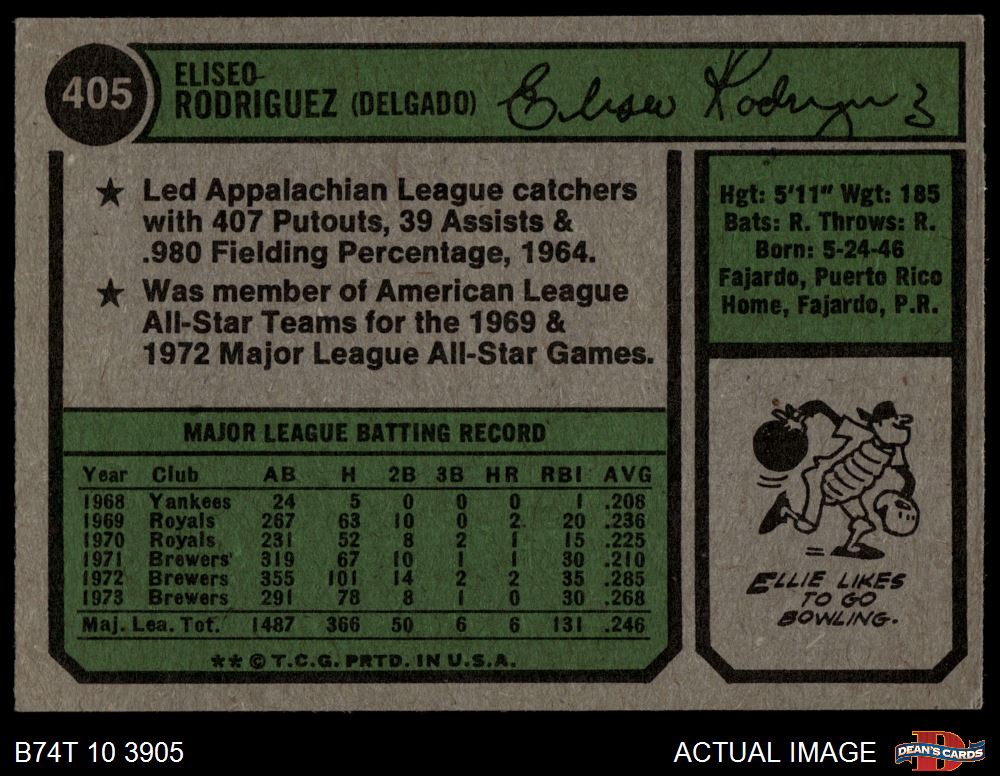 405
ELISEO
RODRIGUEZ (DELGADO)
Eliseo Rodriguez
★ Led Appalachian League catchers
with 407 Putouts, 39 Assists &
.980 Fielding Percentage, 1964.
★ Was member of American League
All-Star Teams for the 1969 &
1972 Major League All-Star Games.
Hgt: 5'11" Wgt: 185
Bats: R. Throws: R.
Born: 5-24-46
Fajardo, Puerto Rico
Home, Fajardo, P.R.
MAJOR LEAGUE BATTING RECORD
Year Club AB H 2B 3B HR RBI AVG
1968 Yankees 24 5 0 0 0 1 .208
1969 Royals 267 63 10 0 2 20 .236
1970 Royals 231 52 8 2 1 15 .225
1971 Brewers' 319 67 10 1 1 30 .210
1972 Brewers 355 101 14 2 2 35 .285
1973 Brewers 291 78 8 1 0 30 .268
Maj. Lea. Tot. 1487 366 50 6 6 131 .246
** © T.C.G. PRTD. IN U.S.A.
ELLIE LIKES
TO GO
BOWLING.
B74T 10 3905
ACTUAL IMAGE
DEAN'S CARDS